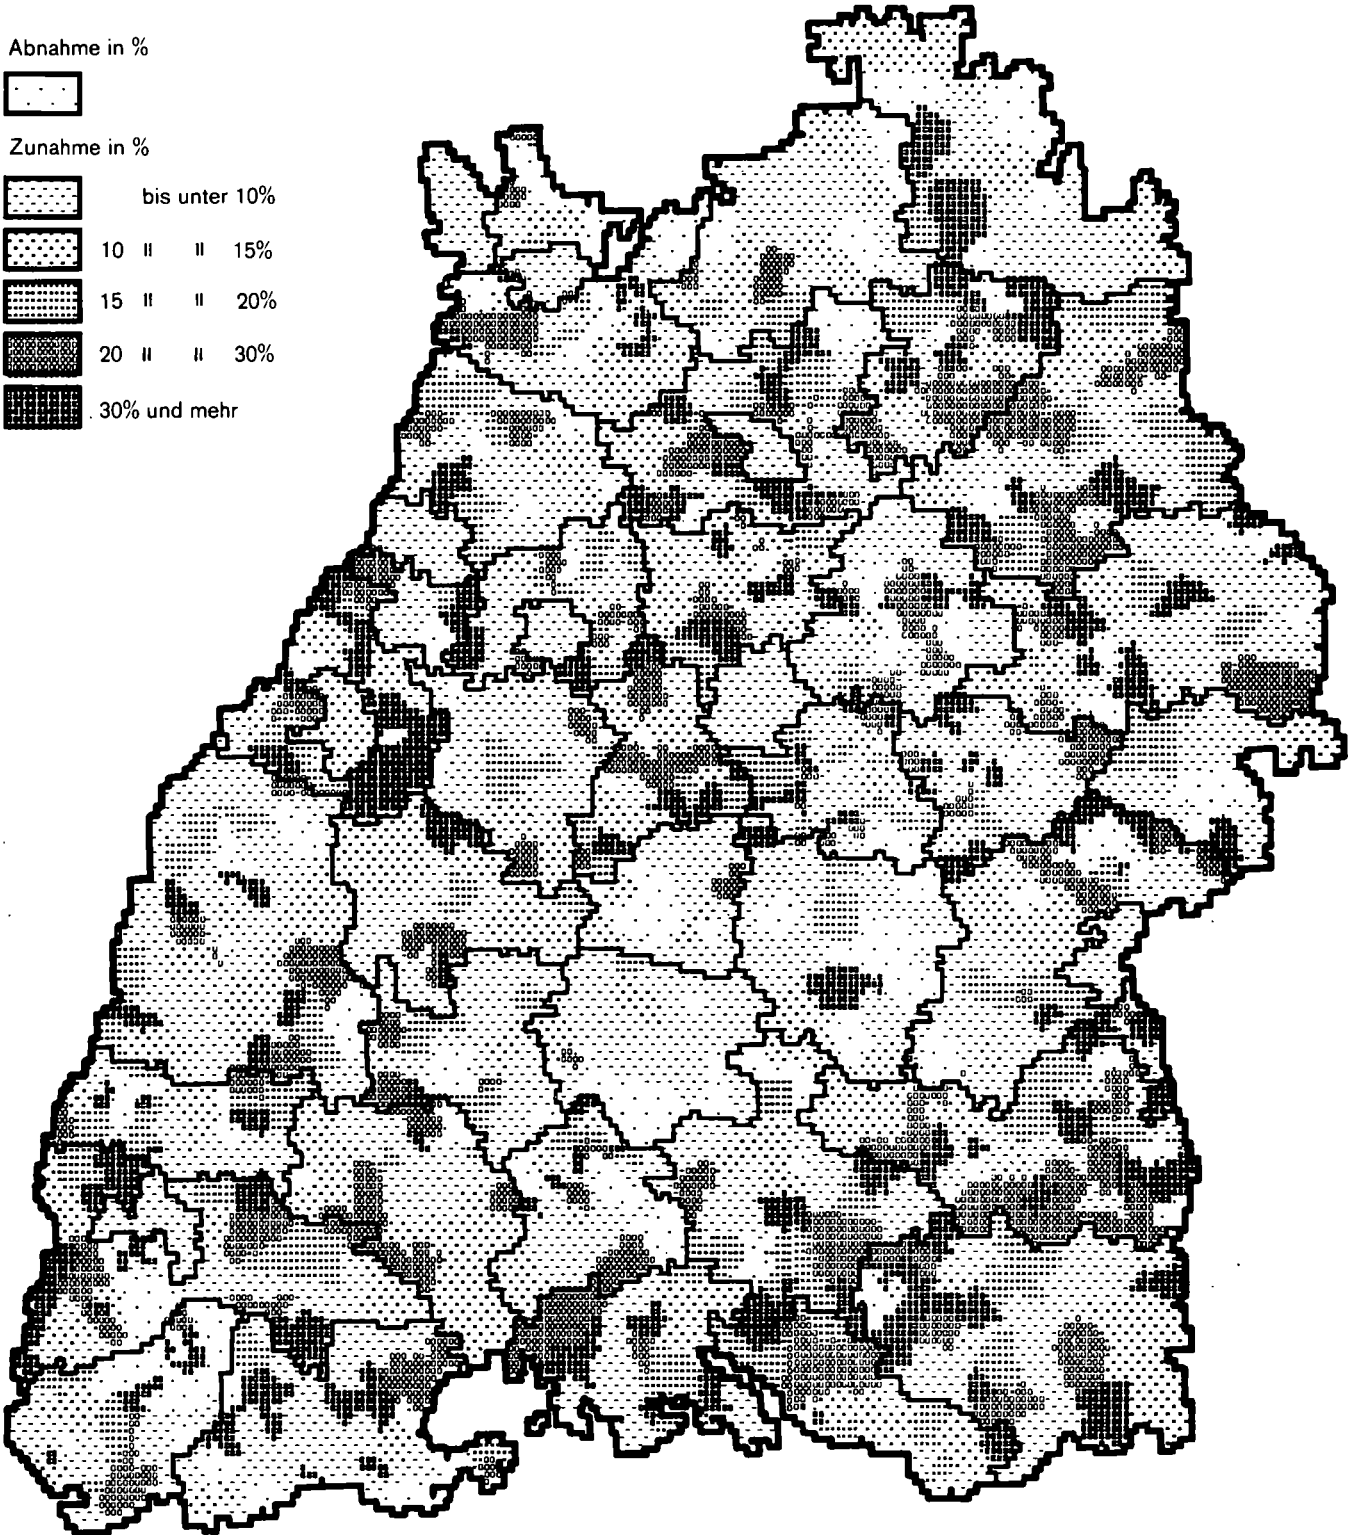 Abnahme in %
Zunahme in %
bis unter 10%
10 " " 15%
15 " " 20%
20 " " 30%
30% und mehr